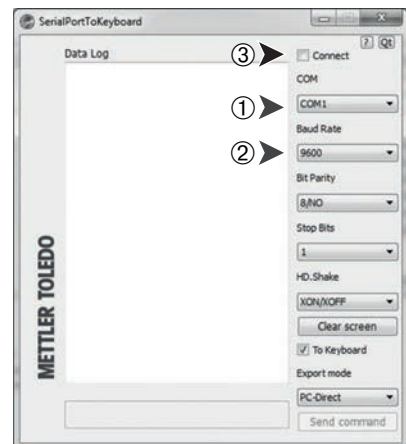 SerialPortToKeyboard
? Qt
Data Log
③ Connect
COM
① COM1
Baud Rate
② 9600
Bit Parity
8/NO
Stop Bits
1
HD.Shake
XON/XOFF
Clear screen
To Keyboard
Export mode
PC-Direct
Send command
METTLER TOLEDO